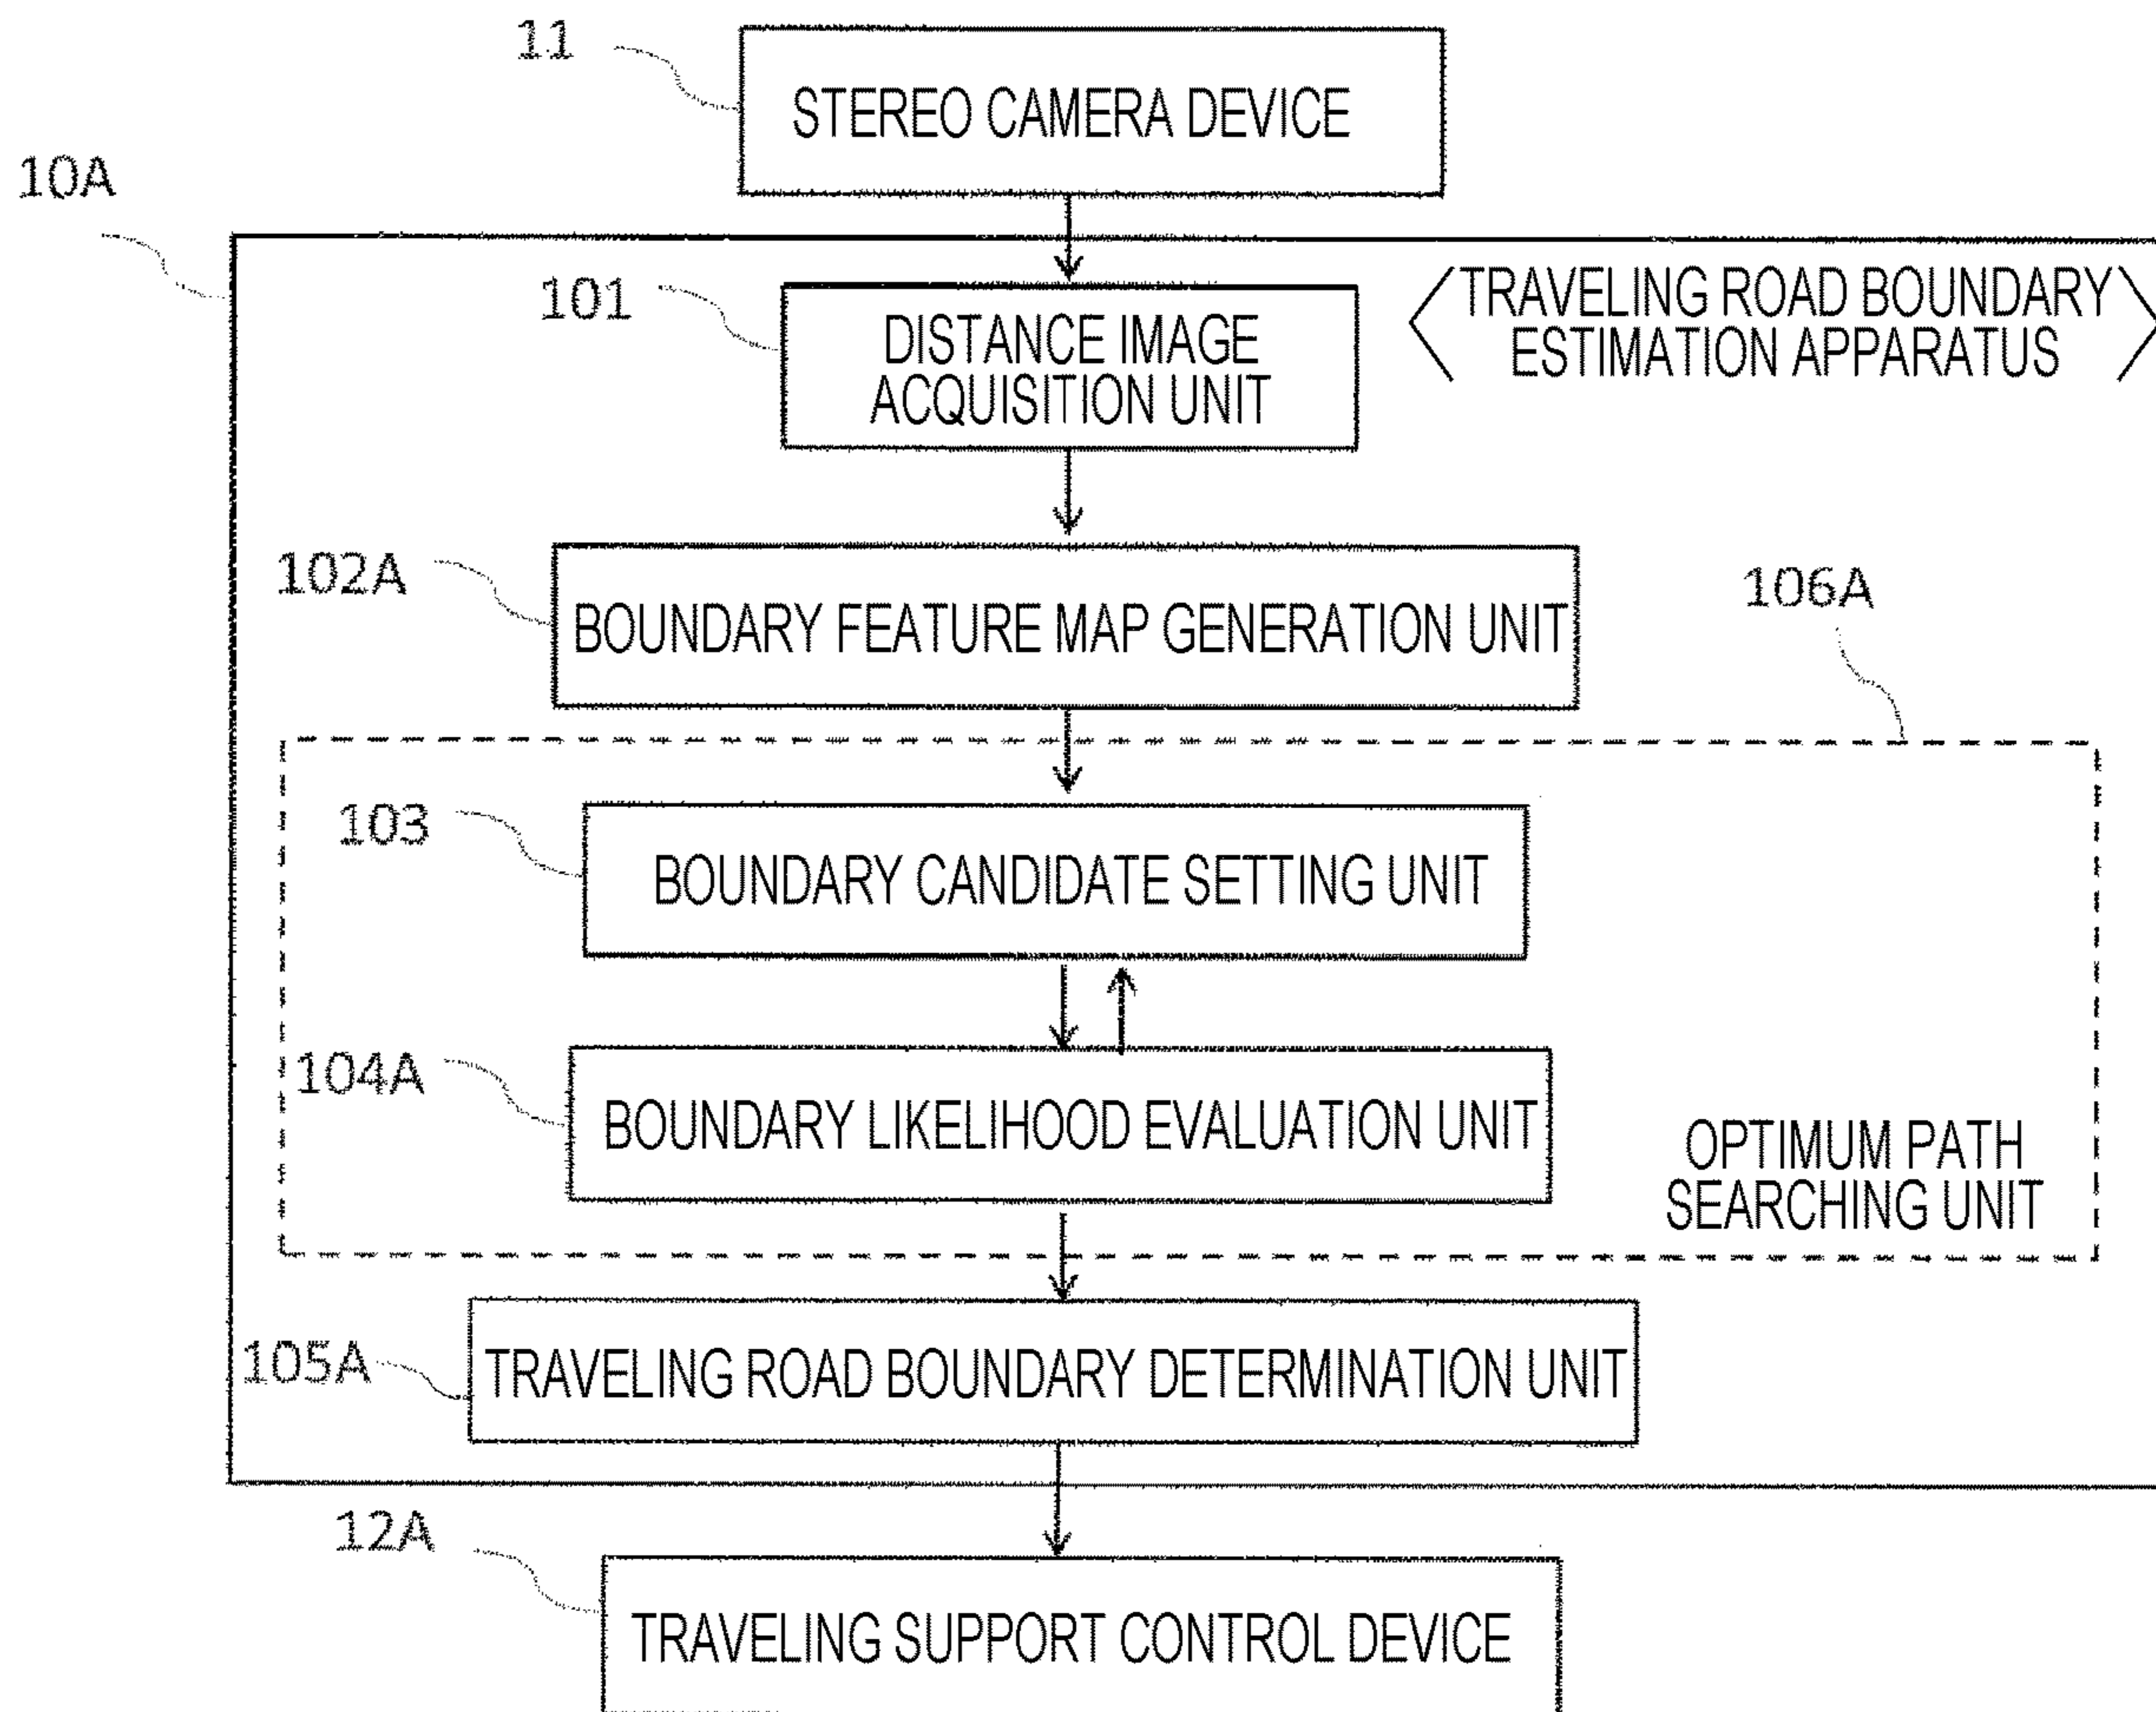 11
STEREO CAMERA DEVICE
10A
101
DISTANCE IMAGE
ACQUISITION UNIT
TRAVELING ROAD BOUNDARY
ESTIMATION APPARATUS
102A
BOUNDARY FEATURE MAP GENERATION UNIT
106A
103
BOUNDARY CANDIDATE SETTING UNIT
104A
BOUNDARY LIKELIHOOD EVALUATION UNIT
OPTIMUM PATH
SEARCHING UNIT
105A
TRAVELING ROAD BOUNDARY DETERMINATION UNIT
12A
TRAVELING SUPPORT CONTROL DEVICE